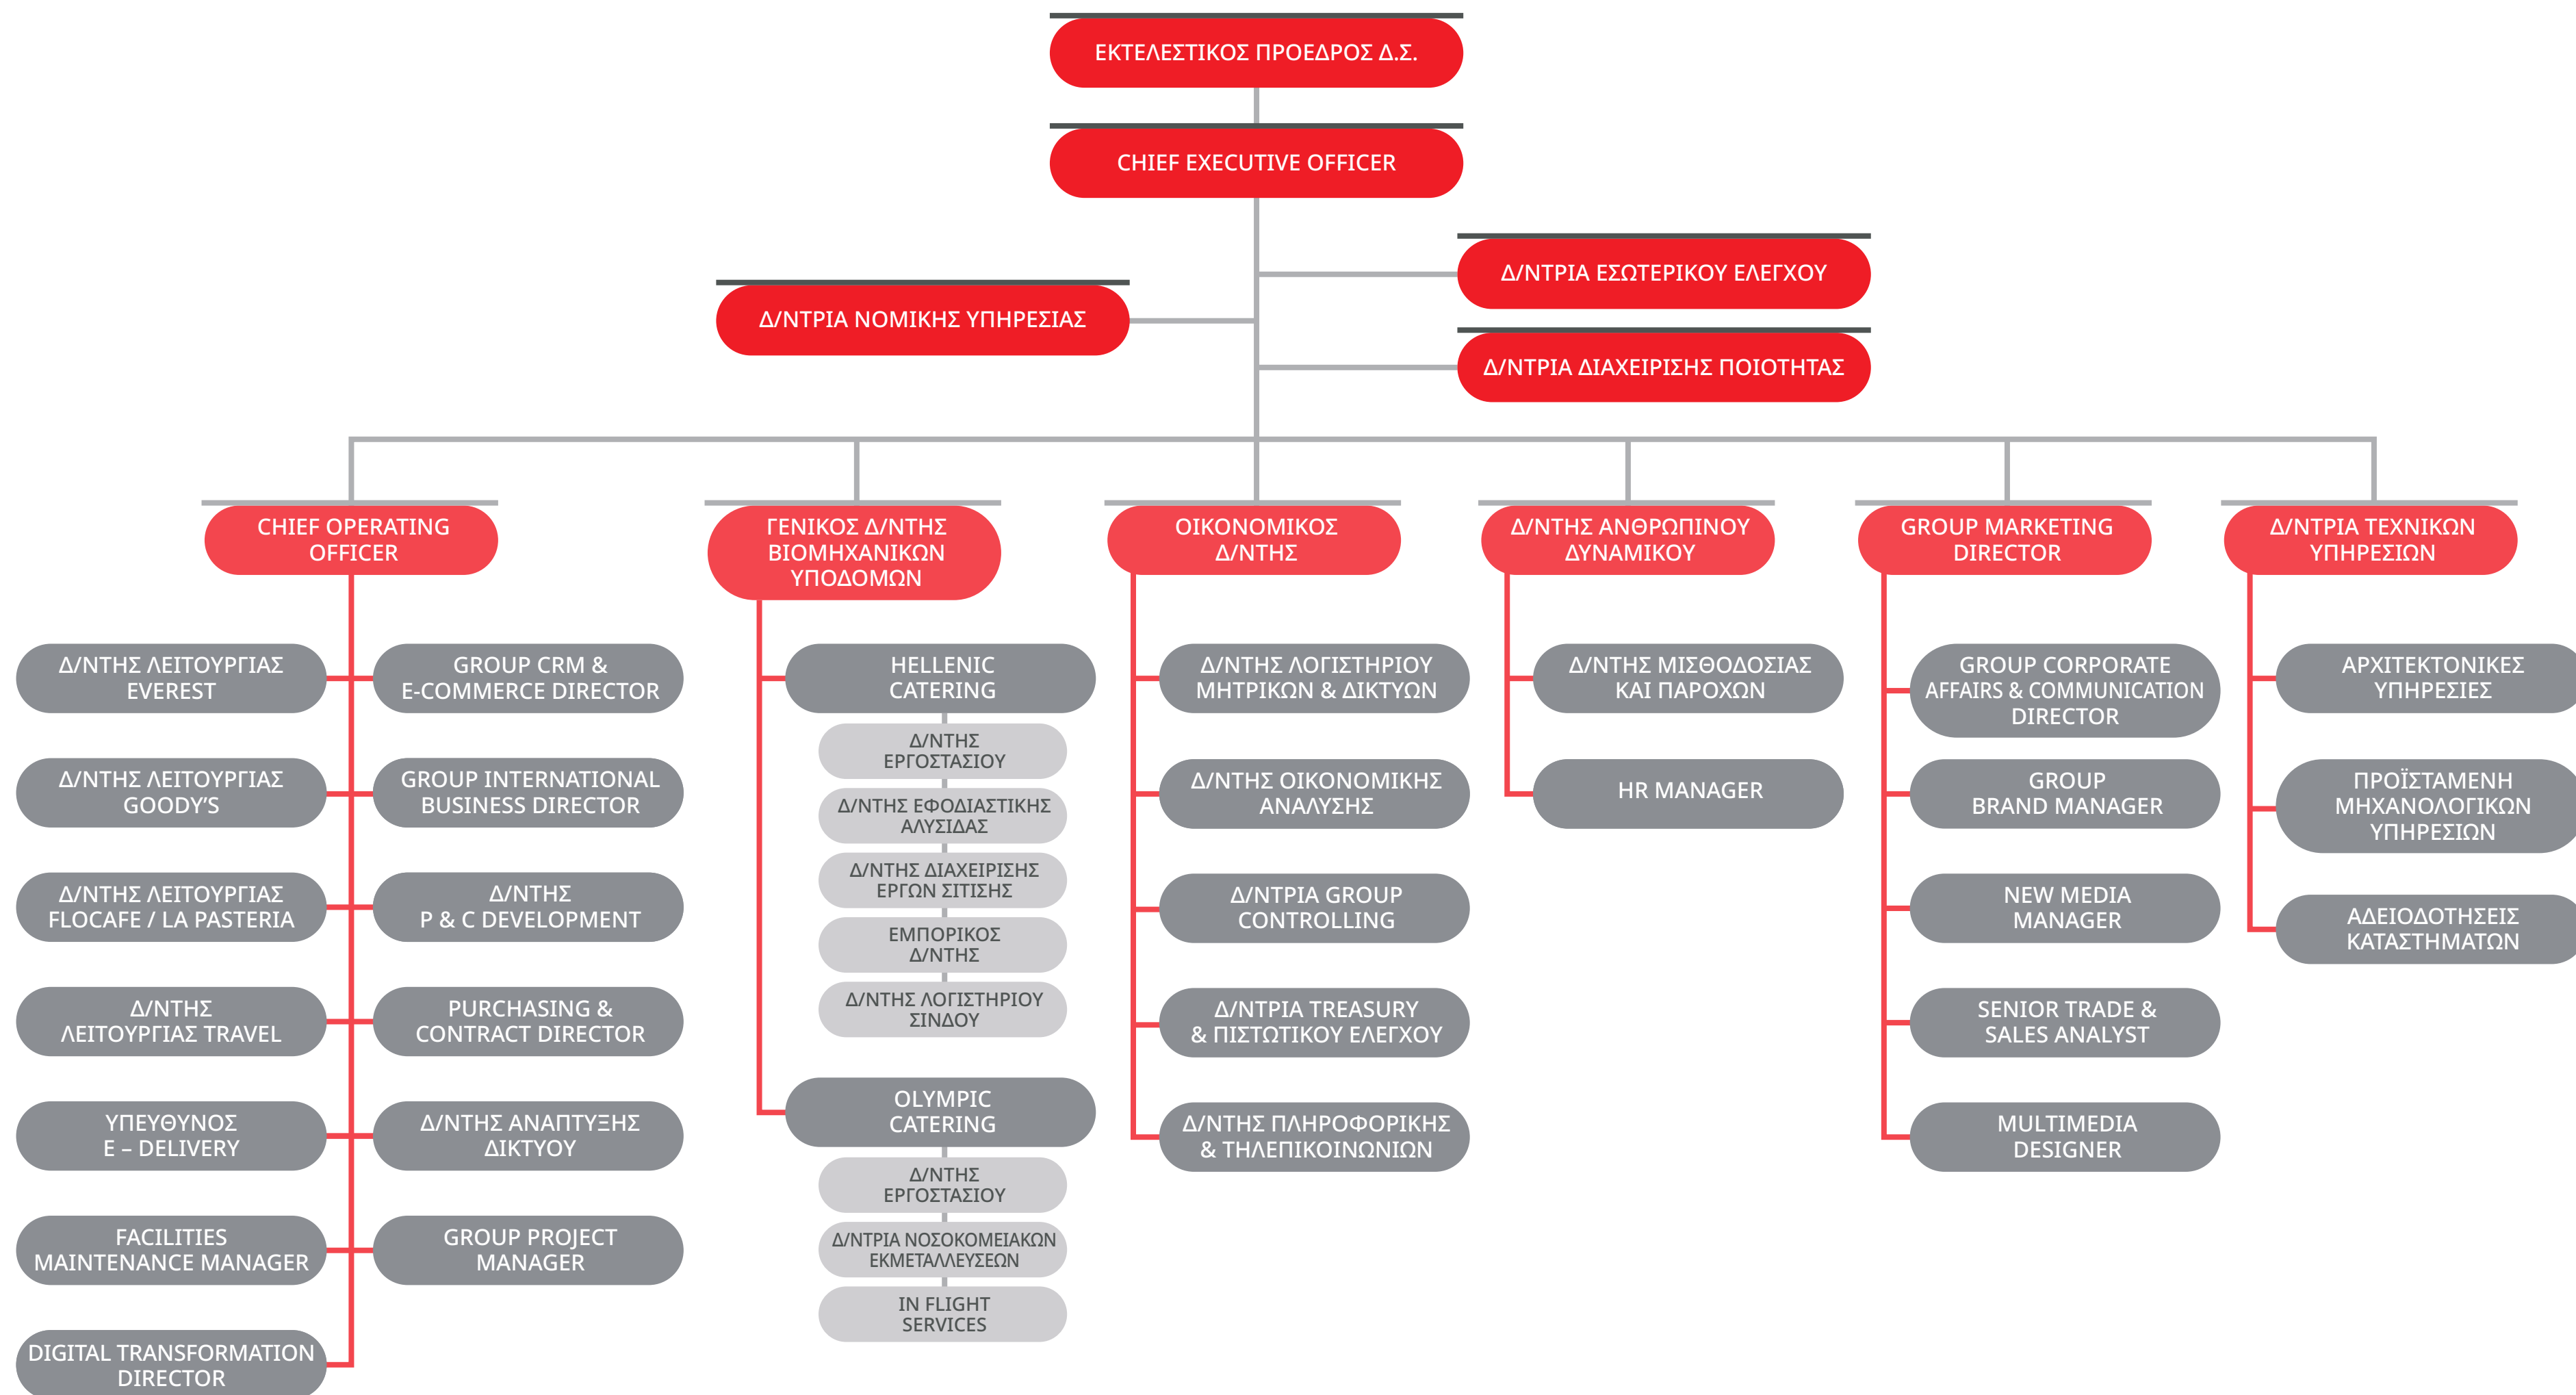 ΕΚΤΕΛΕΣΤΙΚΟΣ ΠΡΟΕΔΡΟΣ Δ.Σ.
CHIEF EXECUTIVE OFFICER
Δ/ΝΤΡΙΑ ΕΣΩΤΕΡΙΚΟΥ ΕΛΕΓΧΟΥ
Δ/ΝΤΡΙΑ ΝΟΜΙΚΗΣ ΥΠΗΡΕΣΙΑΣ
Δ/ΝΤΡΙΑ ΔΙΑΧΕΙΡΙΣΗΣ ΠΟΙΟΤΗΤΑΣ
CHIEF OPERATING
OFFICER
Δ/ΝΤΗΣ ΛΕΙΤΟΥΡΓΙΑΣ
EVEREST
GROUP CRM &
E-COMMERCE DIRECTOR
Δ/ΝΤΗΣ ΛΕΙΤΟΥΡΓΙΑΣ
GOODY’S
GROUP INTERNATIONAL
BUSINESS DIRECTOR
Δ/ΝΤΗΣ ΛΕΙΤΟΥΡΓΙΑΣ
FLOCAFE / LA PASTERIA
Δ/ΝΤΗΣ
P & C DEVELOPMENT
Δ/ΝΤΗΣ
ΛΕΙΤΟΥΡΓΙΑΣ TRAVEL
PURCHASING &
CONTRACT DIRECTOR
ΥΠΕΥΘΥΝΟΣ
E – DELIVERY
Δ/ΝΤΗΣ ΑΝΑΠΤΥΞΗΣ
ΔΙΚΤΥΟΥ
FACILITIES
MAINTENANCE MANAGER
GROUP PROJECT
MANAGER
DIGITAL TRANSFORMATION
DIRECTOR
ΓΕΝΙΚΟΣ Δ/ΝΤΗΣ
ΒΙΟΜΗΧΑΝΙΚΩΝ
ΥΠΟΔΟΜΩΝ
HELLENIC
CATERING
Δ/ΝΤΗΣ
ΕΡΓΟΣΤΑΣΙΟΥ
Δ/ΝΤΗΣ ΕΦΟΔΙΑΣΤΙΚΗΣ
ΑΛΥΣΙΔΑΣ
Δ/ΝΤΗΣ ΔΙΑΧΕΙΡΙΣΗΣ
ΕΡΓΩΝ ΣΙΤΙΣΗΣ
ΕΜΠΟΡΙΚΟΣ
Δ/ΝΤΗΣ
Δ/ΝΤΗΣ ΛΟΓΙΣΤΗΡΙΟΥ
ΣΙΝΔΟΥ
OLYMPIC
CATERING
Δ/ΝΤΗΣ
ΕΡΓΟΣΤΑΣΙΟΥ
Δ/ΝΤΡΙΑ ΝΟΣΟΚΟΜΕΙΑΚΩΝ
ΕΚΜΕΤΑΛΛΕΥΣΕΩΝ
IN FLIGHT
SERVICES
ΟΙΚΟΝΟΜΙΚΟΣ
Δ/ΝΤΗΣ
Δ/ΝΤΗΣ ΛΟΓΙΣΤΗΡΙΟΥ
ΜΗΤΡΙΚΩΝ & ΔΙΚΤΥΩΝ
Δ/ΝΤΗΣ ΟΙΚΟΝΟΜΙΚΗΣ
ΑΝΑΛΥΣΗΣ
Δ/ΝΤΡΙΑ GROUP
CONTROLLING
Δ/ΝΤΡΙΑ TREASURY
& ΠΙΣΤΩΤΙΚΟΥ ΕΛΕΓΧΟΥ
Δ/ΝΤΗΣ ΠΛΗΡΟΦΟΡΙΚΗΣ
& ΤΗΛΕΠΙΚΟΙΝΩΝΙΩΝ
Δ/ΝΤΗΣ ΑΝΘΡΩΠΙΝΟΥ
ΔΥΝΑΜΙΚΟΥ
Δ/ΝΤΗΣ ΜΙΣΘΟΔΟΣΙΑΣ
ΚΑΙ ΠΑΡΟΧΩΝ
HR MANAGER
GROUP MARKETING
DIRECTOR
GROUP CORPORATE
AFFAIRS & COMMUNICATION
DIRECTOR
GROUP
BRAND MANAGER
NEW MEDIA
MANAGER
SENIOR TRADE &
SALES ANALYST
MULTIMEDIA
DESIGNER
Δ/ΝΤΡΙΑ ΤΕΧΝΙΚΩΝ
ΥΠΗΡΕΣΙΩΝ
ΑΡΧΙΤΕΚΤΟΝΙΚΕΣ
ΥΠΗΡΕΣΙΕΣ
ΠΡΟΪΣΤΑΜΕΝΗ
ΜΗΧΑΝΟΛΟΓΙΚΩΝ
ΥΠΗΡΕΣΙΩΝ
ΑΔΕΙΟΔΟΤΗΣΕΙΣ
ΚΑΤΑΣΤΗΜΑΤΩΝ